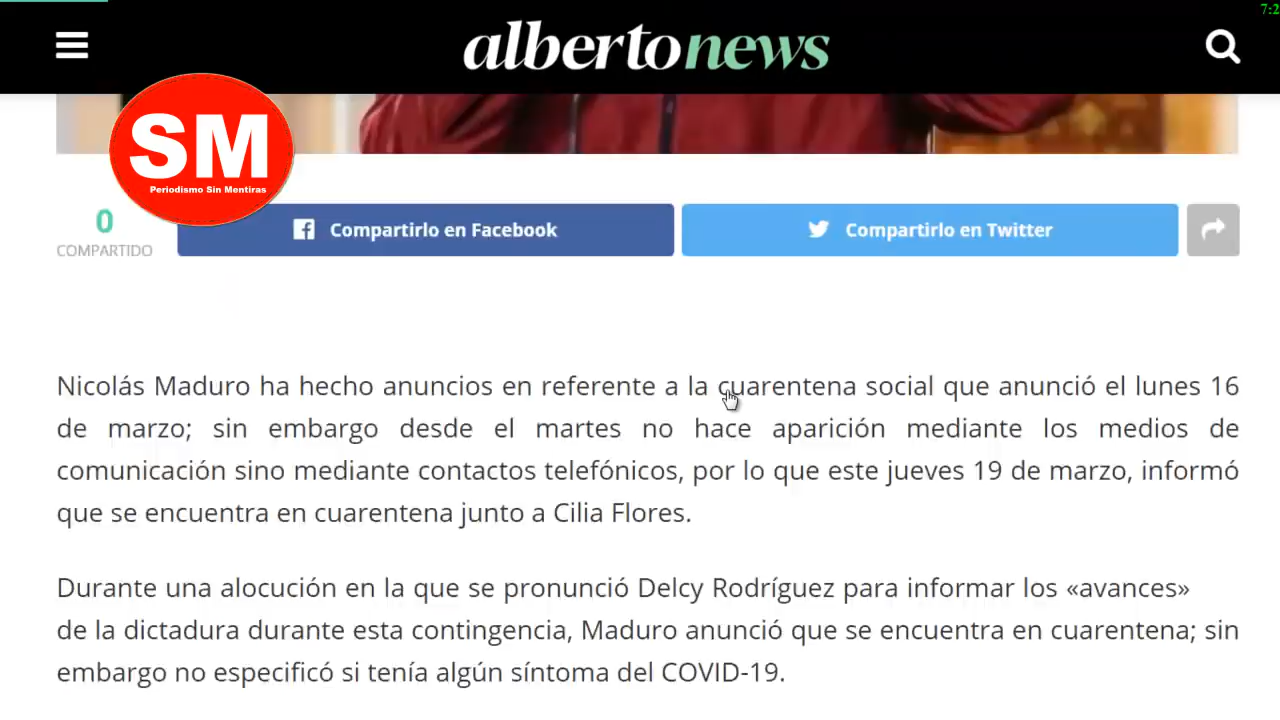 7:2
albertonews
SM
Periodismo Sin Mentiras
0
COMPARTIDO
Compartirlo en Facebook
Compartirlo en Twitter
Nicolás Maduro ha hecho anuncios en referente a la cuarentena social que anunció el lunes 16
de marzo; sin embargo desde el martes no hace aparición mediante los medios de
comunicación sino mediante contactos telefónicos, por lo que este jueves 19 de marzo, informó
que se encuentra en cuarentena junto a Cilia Flores.
Durante una alocución en la que se pronunció Delcy Rodríguez para informar los «avances»
de la dictadura durante esta contingencia, Maduro anunció que se encuentra en cuarentena; sin
embargo no especificó si tenía algún síntoma del COVID-19.